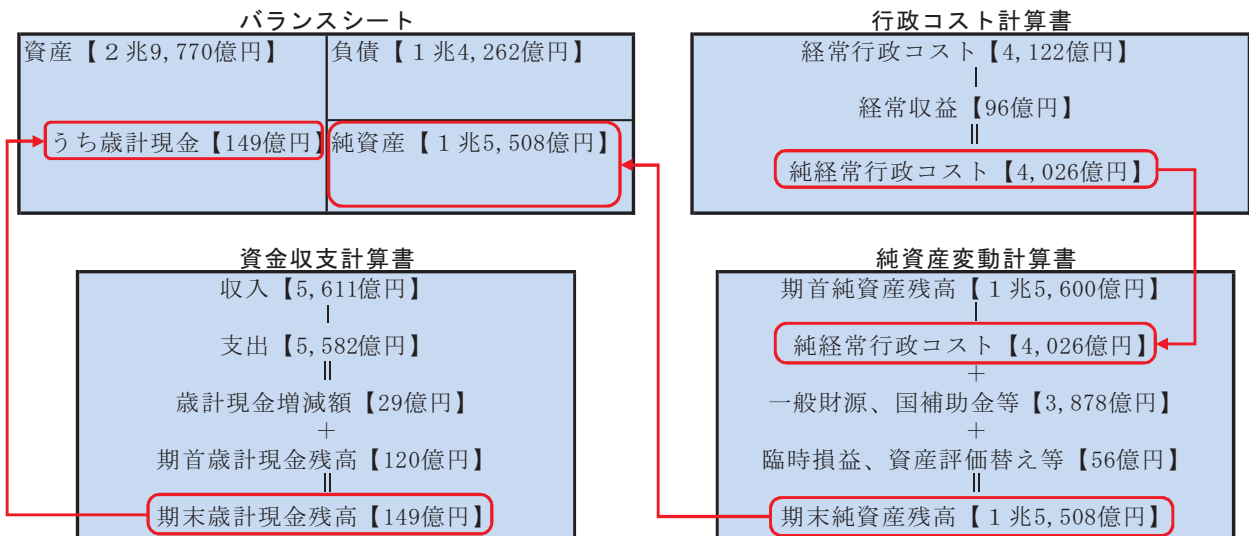 バランスシート
資産【２兆9,770億円】
負債【１兆4,262億円】
うち歳計現金【149億円】
純資産【１兆5,508億円】
行政コスト計算書
経常行政コスト【4,122億円】
｜
経常収益【96億円】
||
純経常行政コスト【4,026億円】
資金収支計算書
収入【5,611億円】
｜
支出【5,582億円】
||
歳計現金増減額【29億円】
＋
期首歳計現金残高【120億円】
||
期末歳計現金残高【149億円】
純資産変動計算書
期首純資産残高【１兆5,600億円】
｜
純経常行政コスト【4,026億円】
＋
一般財源、国補助金等【3,878億円】
＋
臨時損益、資産評価替え等【56億円】
||
期末純資産残高【１兆5,508億円】